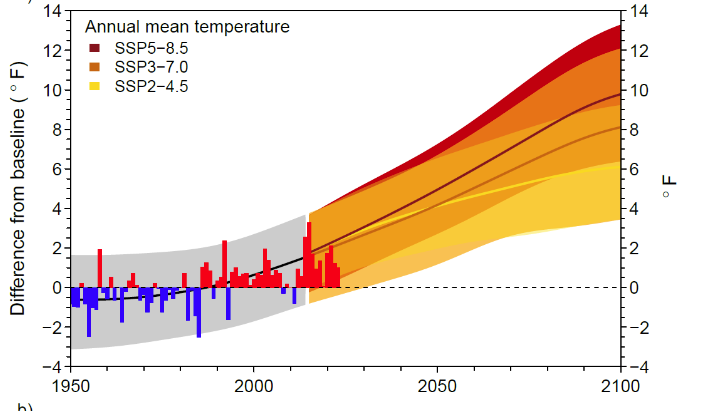 Annual mean temperature
SSP5−8.5
SSP3−7.0
SSP2−4.5
Difference from baseline (°F)
14
12
10
8
6
4
2
0
−2
−4
14
12
10
8
6
4
2
0
−2
−4
°F
1950 2000 2050 2100
b)